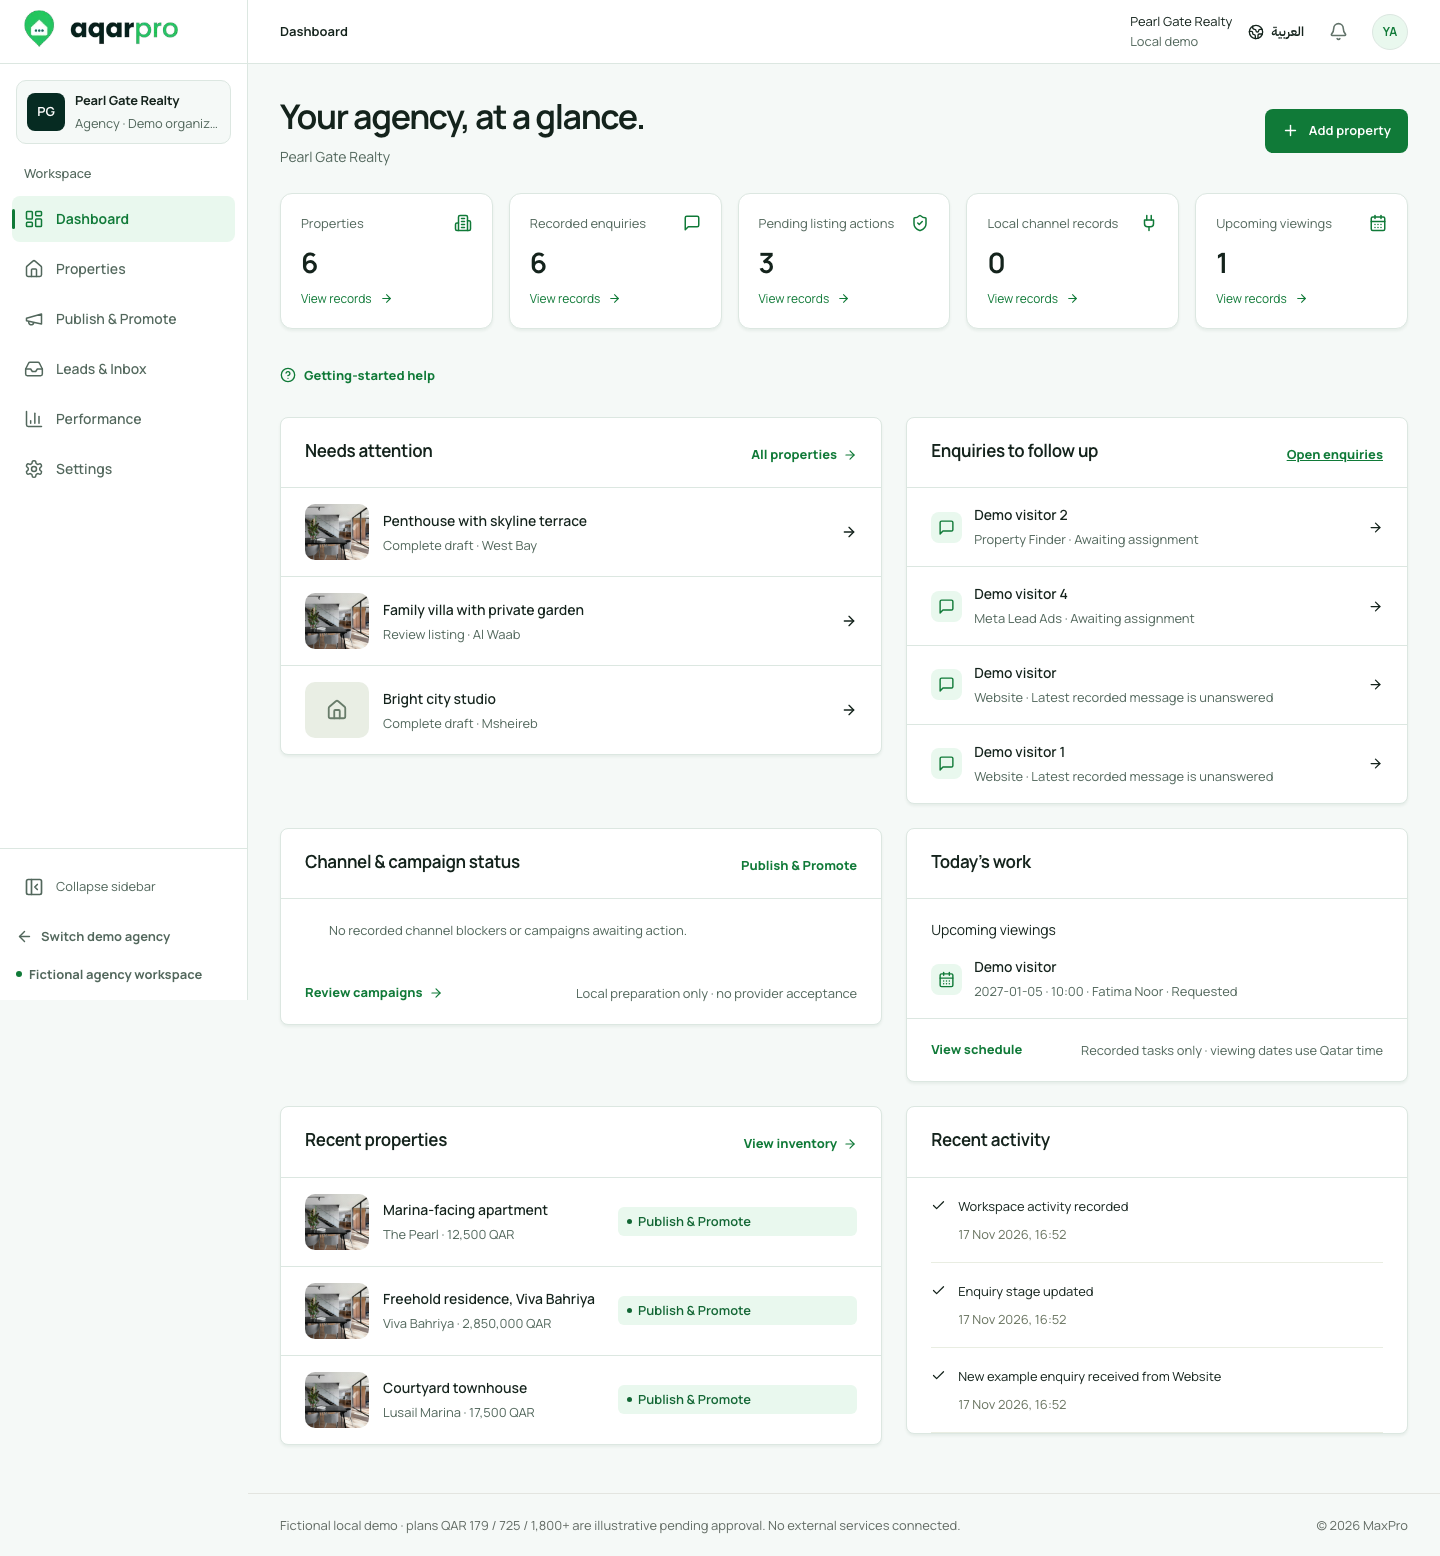 aqarpro
Dashboard
Pearl Gate Realty
Local demo
العربية
YA
PG
Pearl Gate Realty
Agency · Demo organiz...
Workspace
Dashboard
Properties
Publish & Promote
Leads & Inbox
Performance
Settings
Collapse sidebar
Switch demo agency
Fictional agency workspace
Your agency, at a glance.
Pearl Gate Realty
Add property
Properties
6
View records
Recorded enquiries
6
View records
Pending listing actions
3
View records
Local channel records
0
View records
Upcoming viewings
1
View records
Getting-started help
Needs attention
All properties
Penthouse with skyline terrace
Complete draft · West Bay
Family villa with private garden
Review listing · Al Waab
Bright city studio
Complete draft · Msheireb
Enquiries to follow up
Open enquiries
Demo visitor 2
Property Finder · Awaiting assignment
Demo visitor 4
Meta Lead Ads · Awaiting assignment
Demo visitor
Website · Latest recorded message is unanswered
Demo visitor 1
Website · Latest recorded message is unanswered
Channel & campaign status
Publish & Promote
No recorded channel blockers or campaigns awaiting action.
Review campaigns
Local preparation only · no provider acceptance
Today's work
Upcoming viewings
Demo visitor
2027-01-05 · 10:00 · Fatima Noor · Requested
View schedule
Recorded tasks only · viewing dates use Qatar time
Recent properties
View inventory
Marina-facing apartment
The Pearl · 12,500 QAR
Publish & Promote
Freehold residence, Viva Bahriya
Viva Bahriya · 2,850,000 QAR
Publish & Promote
Courtyard townhouse
Lusail Marina · 17,500 QAR
Publish & Promote
Recent activity
Workspace activity recorded
17 Nov 2026, 16:52
Enquiry stage updated
17 Nov 2026, 16:52
New example enquiry received from Website
17 Nov 2026, 16:52
Fictional local demo · plans QAR 179 / 725 / 1,800+ are illustrative pending approval. No external services connected.
© 2026 MaxPro